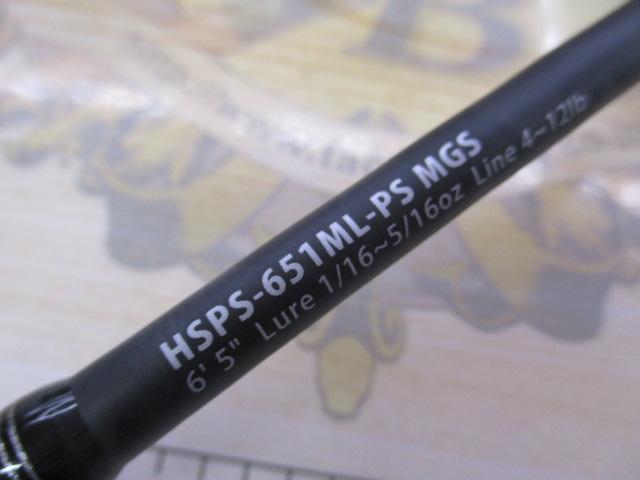 HSPS-651ML-PS MGS
6' 5" Lure 1/16~5/16oz Line 4~12lb